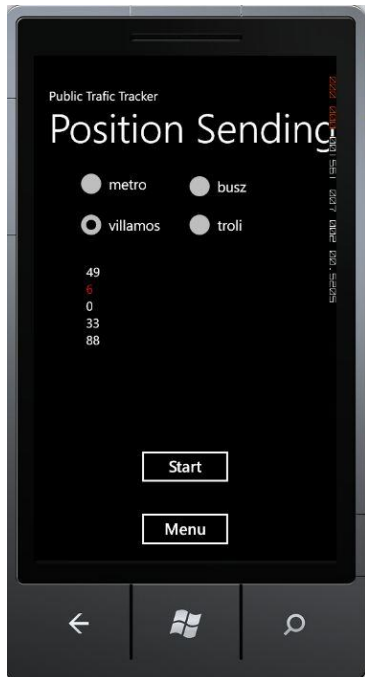 Public Trafic Tracker
Position Sending
metro
busz
villamos
troli
49
6
0
33
88
Start
Menu